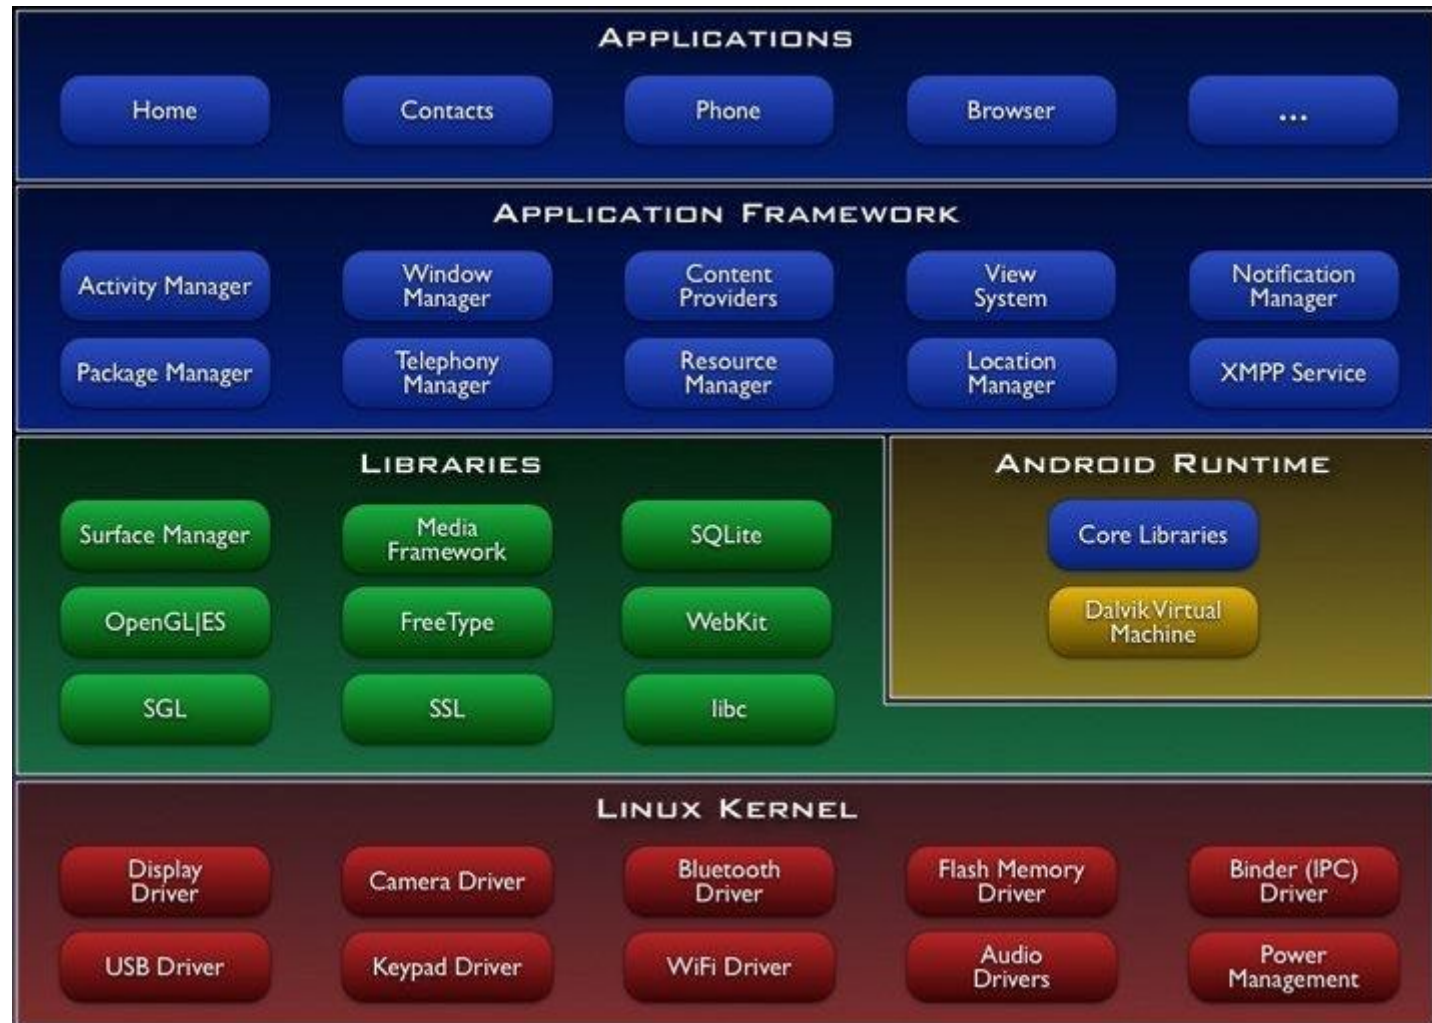 APPLICATIONS
Home
Contacts
Phone
Browser
...
APPLICATION FRAMEWORK
Activity Manager
Window
Manager
Content
Providers
View
System
Notification
Manager
Package Manager
Telephony
Manager
Resource
Manager
Location
Manager
XMPP Service
LIBRARIES
Surface Manager
Media
Framework
SQLite
OpenGL|ES
FreeType
WebKit
SGL
SSL
libc
ANDROID RUNTIME
Core Libraries
Dalvik Virtual
Machine
LINUX KERNEL
Display
Driver
Camera Driver
Bluetooth
Driver
Flash Memory
Driver
Binder (IPC)
Driver
USB Driver
Keypad Driver
WiFi Driver
Audio
Drivers
Power
Management